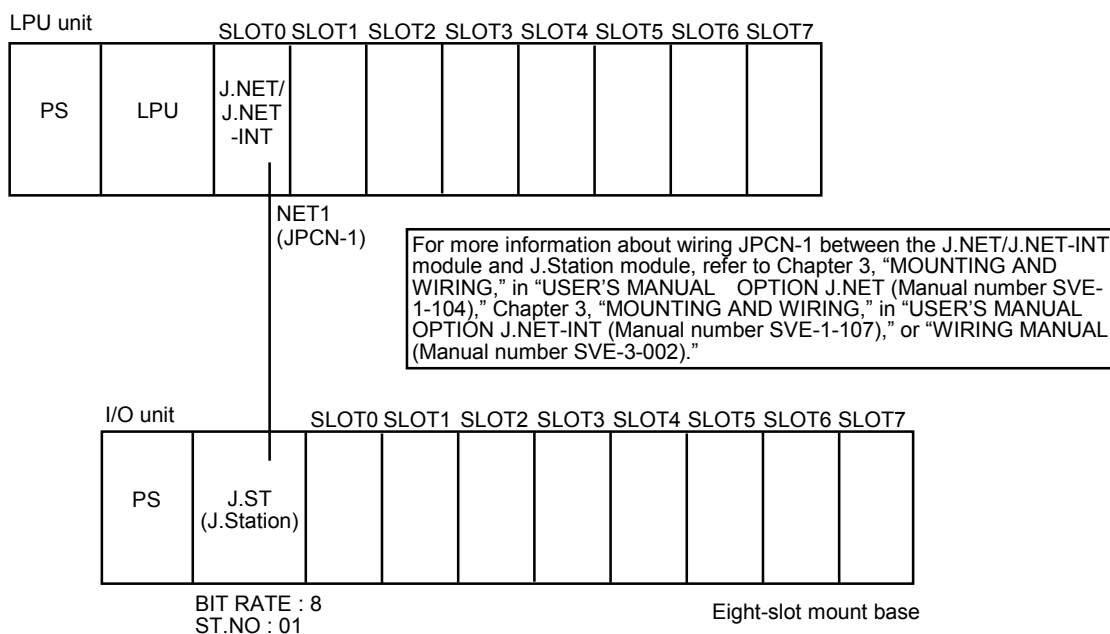 LPU unit
SLOT0 SLOT1 SLOT2 SLOT3 SLOT4 SLOT5 SLOT6 SLOT7
PS
LPU
J.NET/
J.NET
-INT
NET1
(JPCN-1)
For more information about wiring JPCN-1 between the J.NET/J.NET-INT
module and J.Station module, refer to Chapter 3, “MOUNTING AND
WIRING,” in “USER’S MANUAL OPTION J.NET (Manual number SVE-
1-104),” Chapter 3, “MOUNTING AND WIRING,” in “USER’S MANUAL
OPTION J.NET-INT (Manual number SVE-1-107),” or “WIRING MANUAL
(Manual number SVE-3-002).”
I/O unit
SLOT0 SLOT1 SLOT2 SLOT3 SLOT4 SLOT5 SLOT6 SLOT7
PS
J.ST
(J.Station)
BIT RATE : 8
ST.NO : 01
Eight-slot mount base